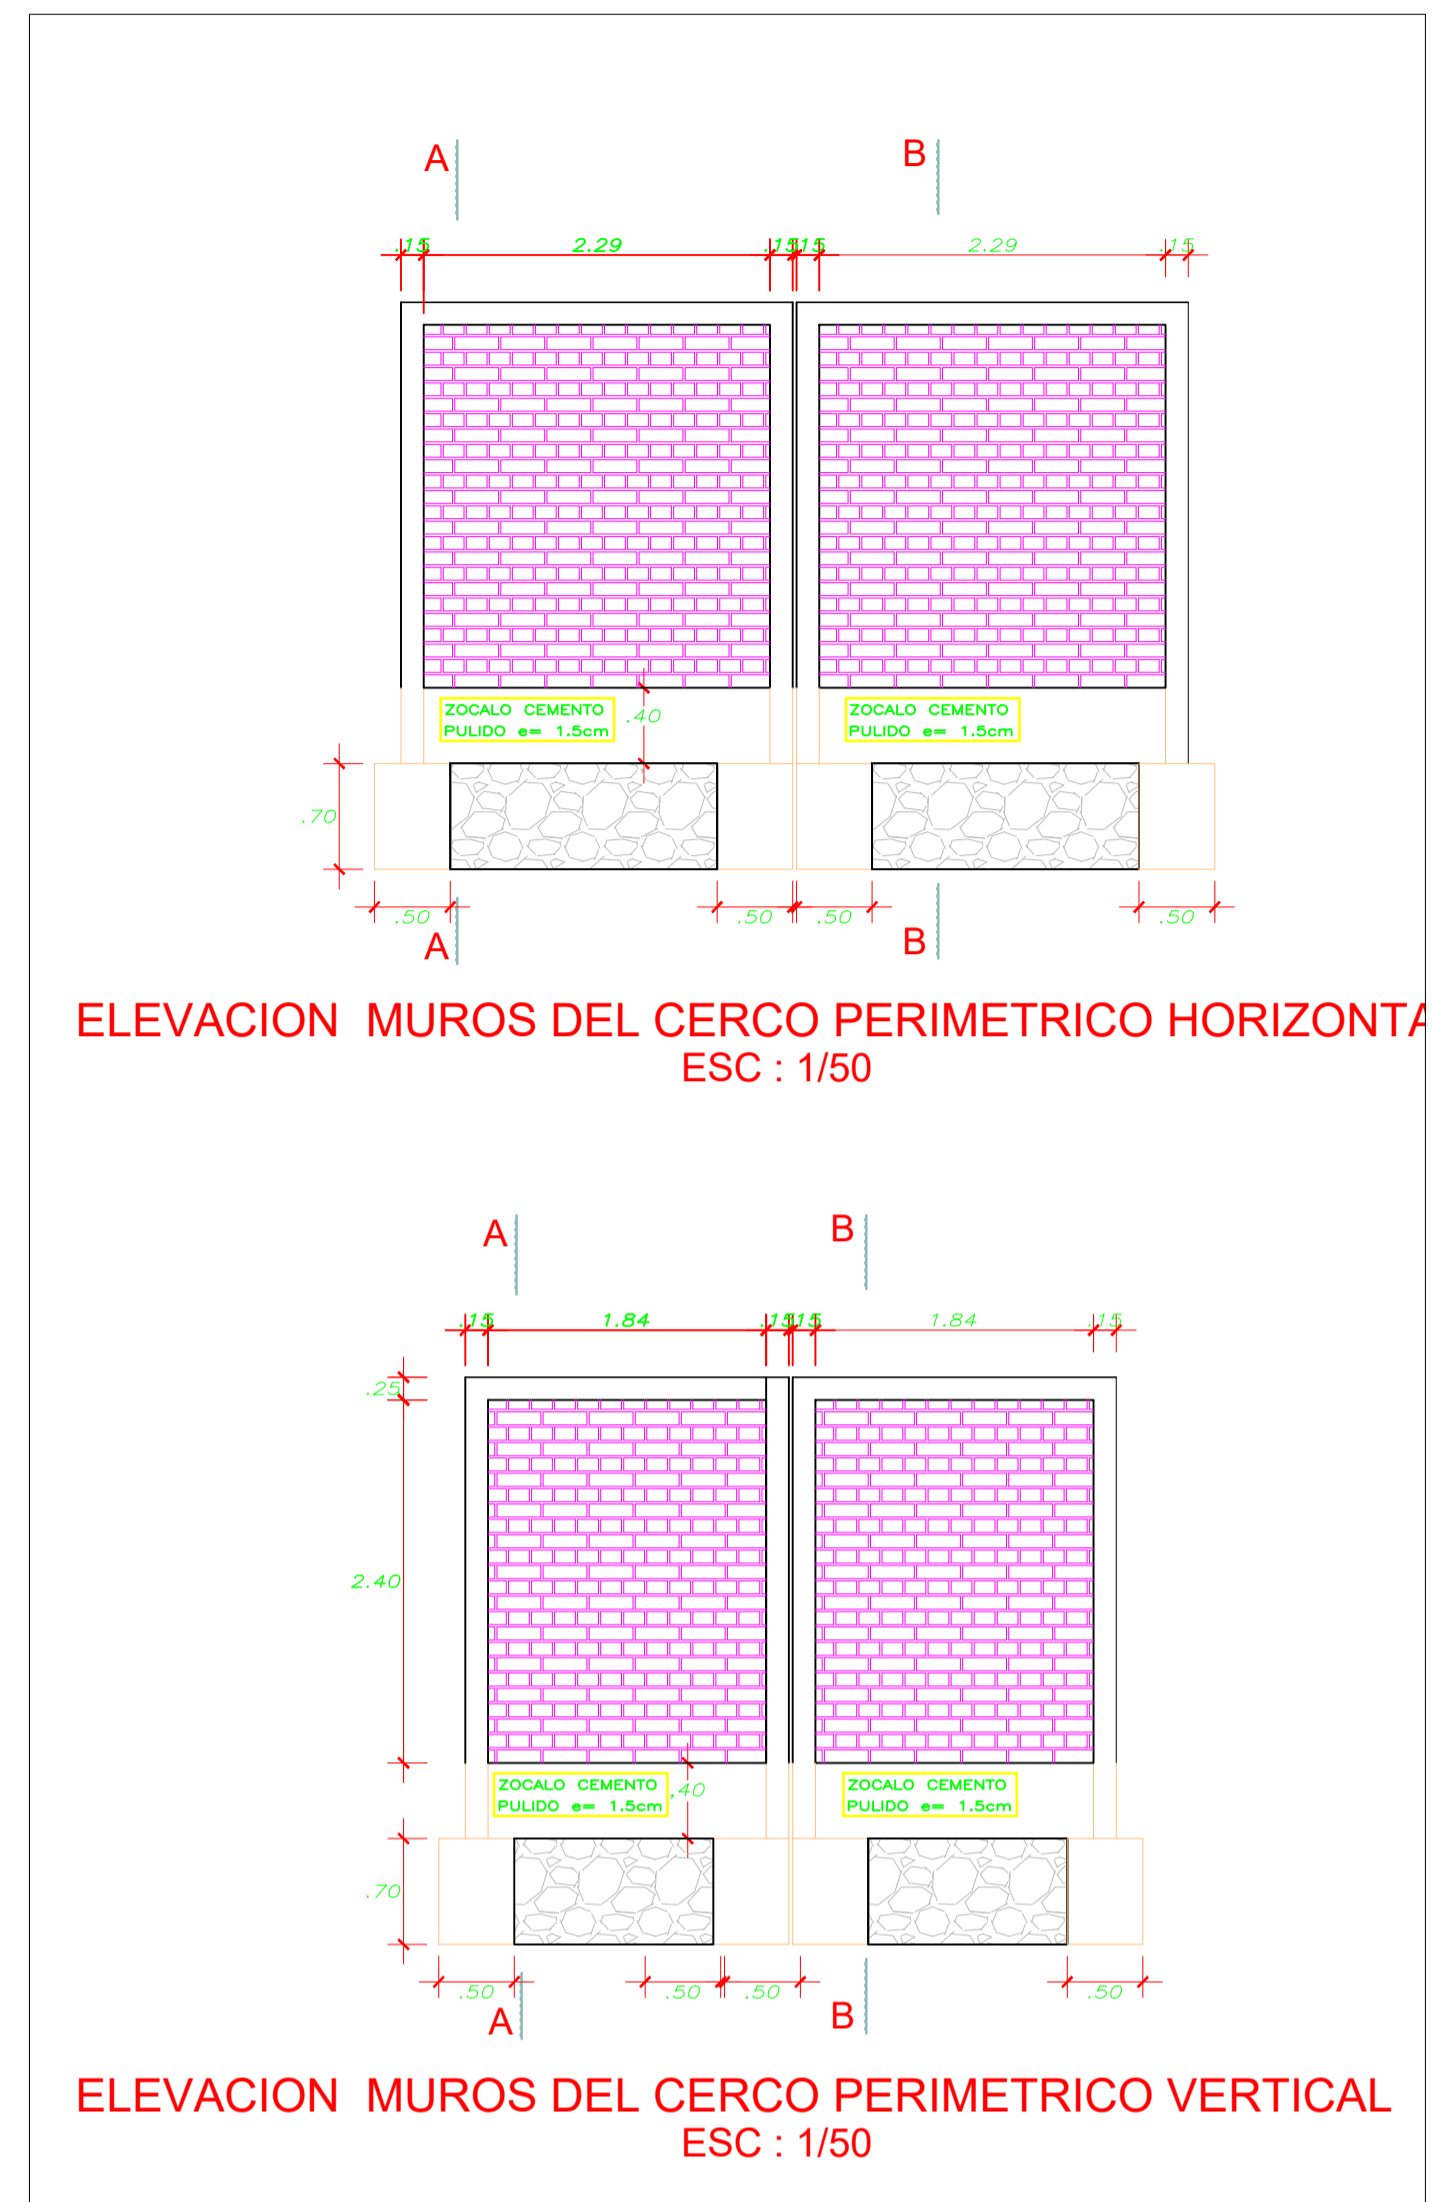 A
B
.15 2.29 .15 .15 2.29 .15
ZOCALO CEMENTO
PULIDO e= 1.5cm
.40
ZOCALO CEMENTO
PULIDO e= 1.5cm
.70
.50 .50 .50 .50
A
B
ELEVACION MUROS DEL CERCO PERIMETRICO HORIZONTA
ESC : 1/50
A
B
.15 1.84 .15 .15 1.84 .15
.25
2.40
ZOCALO CEMENTO
PULIDO e= 1.5cm
.40
ZOCALO CEMENTO
PULIDO e= 1.5cm
.70
.50 .50 .50 .50
A
B
ELEVACION MUROS DEL CERCO PERIMETRICO VERTICAL
ESC : 1/50